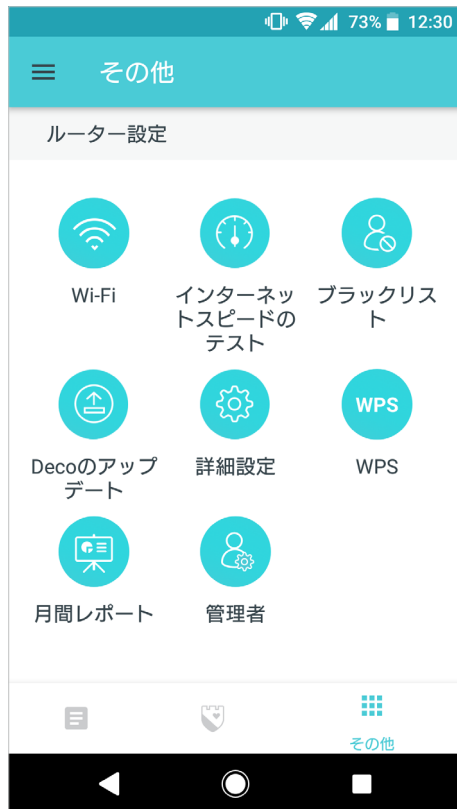 73% 12:30
その他
ルーター設定
Wi-Fi
インターネッ
トスピードの
テスト
ブラックリス
ト
WPS
Decoのアップ
デート
詳細設定
WPS
月間レポート
管理者
その他